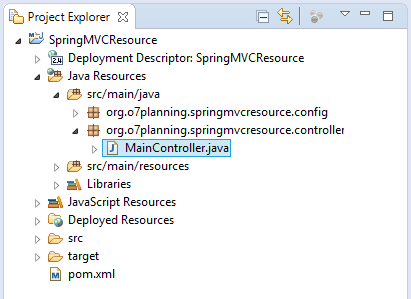 Project Explorer
SpringMVCResource
Deployment Descriptor: SpringMVCResource
Java Resources
src/main/java
org.o7planning.springmvcresource.config
org.o7planning.springmvcresource.controller
MainController.java
src/main/resources
Libraries
JavaScript Resources
Deployed Resources
src
target
pom.xml